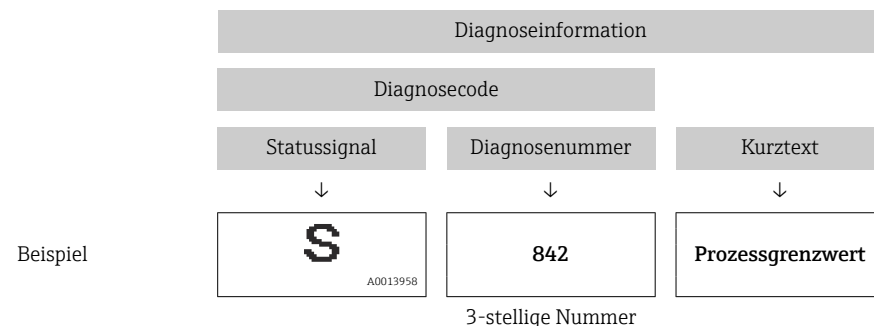 Diagnoseinformation
Diagnosecode
Statussignal Diagnosenummer Kurztext
↓ ↓ ↓
Beispiel S 842 Prozessgrenzwert
A0013958
3-stellige Nummer